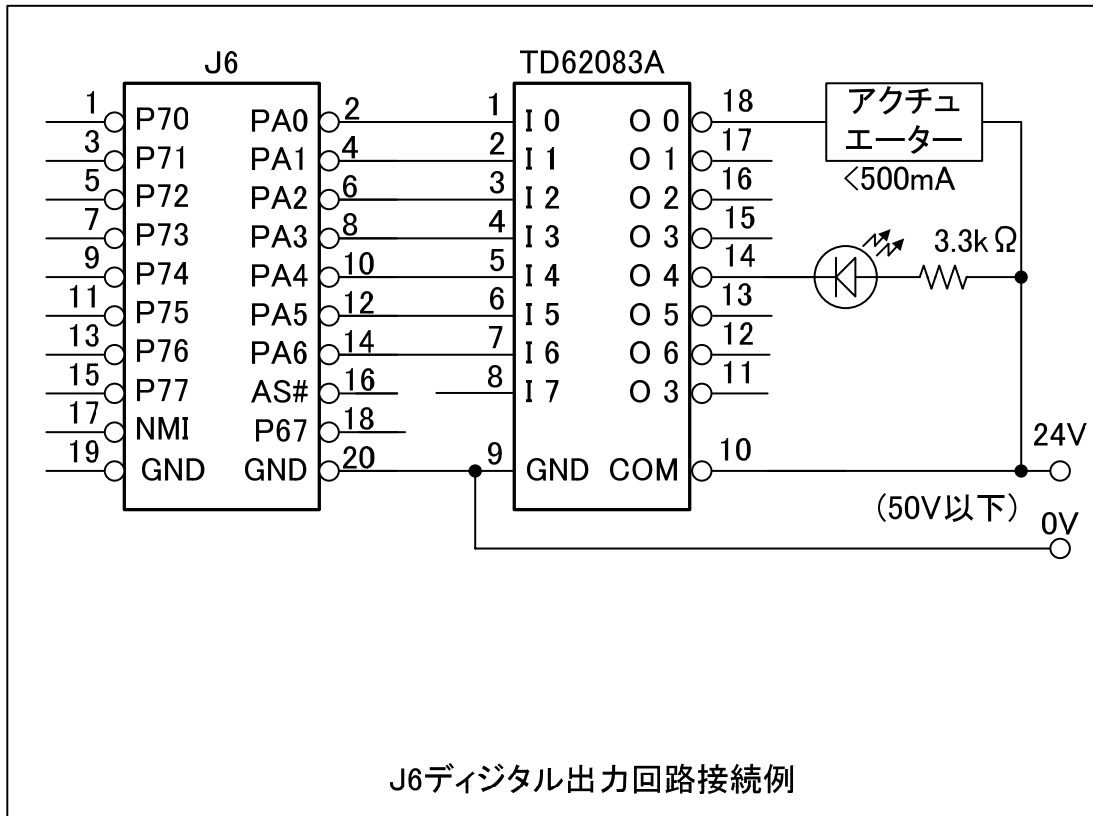 J6
TD62083A
1 P70 PA0 2
3 P71 PA1 4
5 P72 PA2 6
7 P73 PA3 8
9 P74 PA4 10
11 P75 PA5 12
13 P76 PA6 14
15 P77 AS# 16
17 NMI P67 18
19 GND GND 20
1 I 0 O 0 18
2 I 1 O 1 17
3 I 2 O 2 16
4 I 3 O 3 15
5 I 4 O 4 14
6 I 5 O 5 13
7 I 6 O 6 12
8 I 7 O 3 11
9 GND COM 10
アクチュ
エーター
<500mA
3.3kΩ
24V
(50V以下)
0V
J6ディジタル出力回路接続例